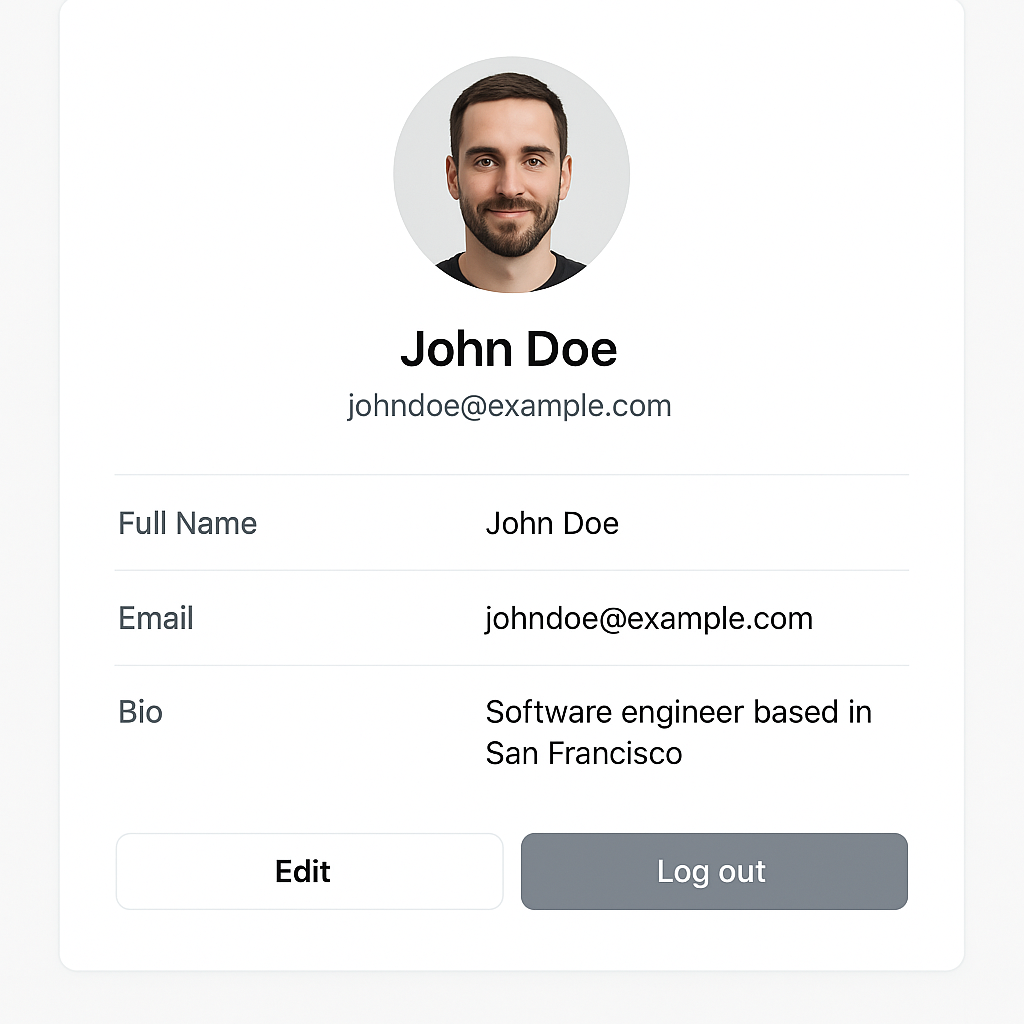 John Doe
johndoe@example.com
Full Name John Doe
Email johndoe@example.com
Bio Software engineer based in
San Francisco
Edit Log out